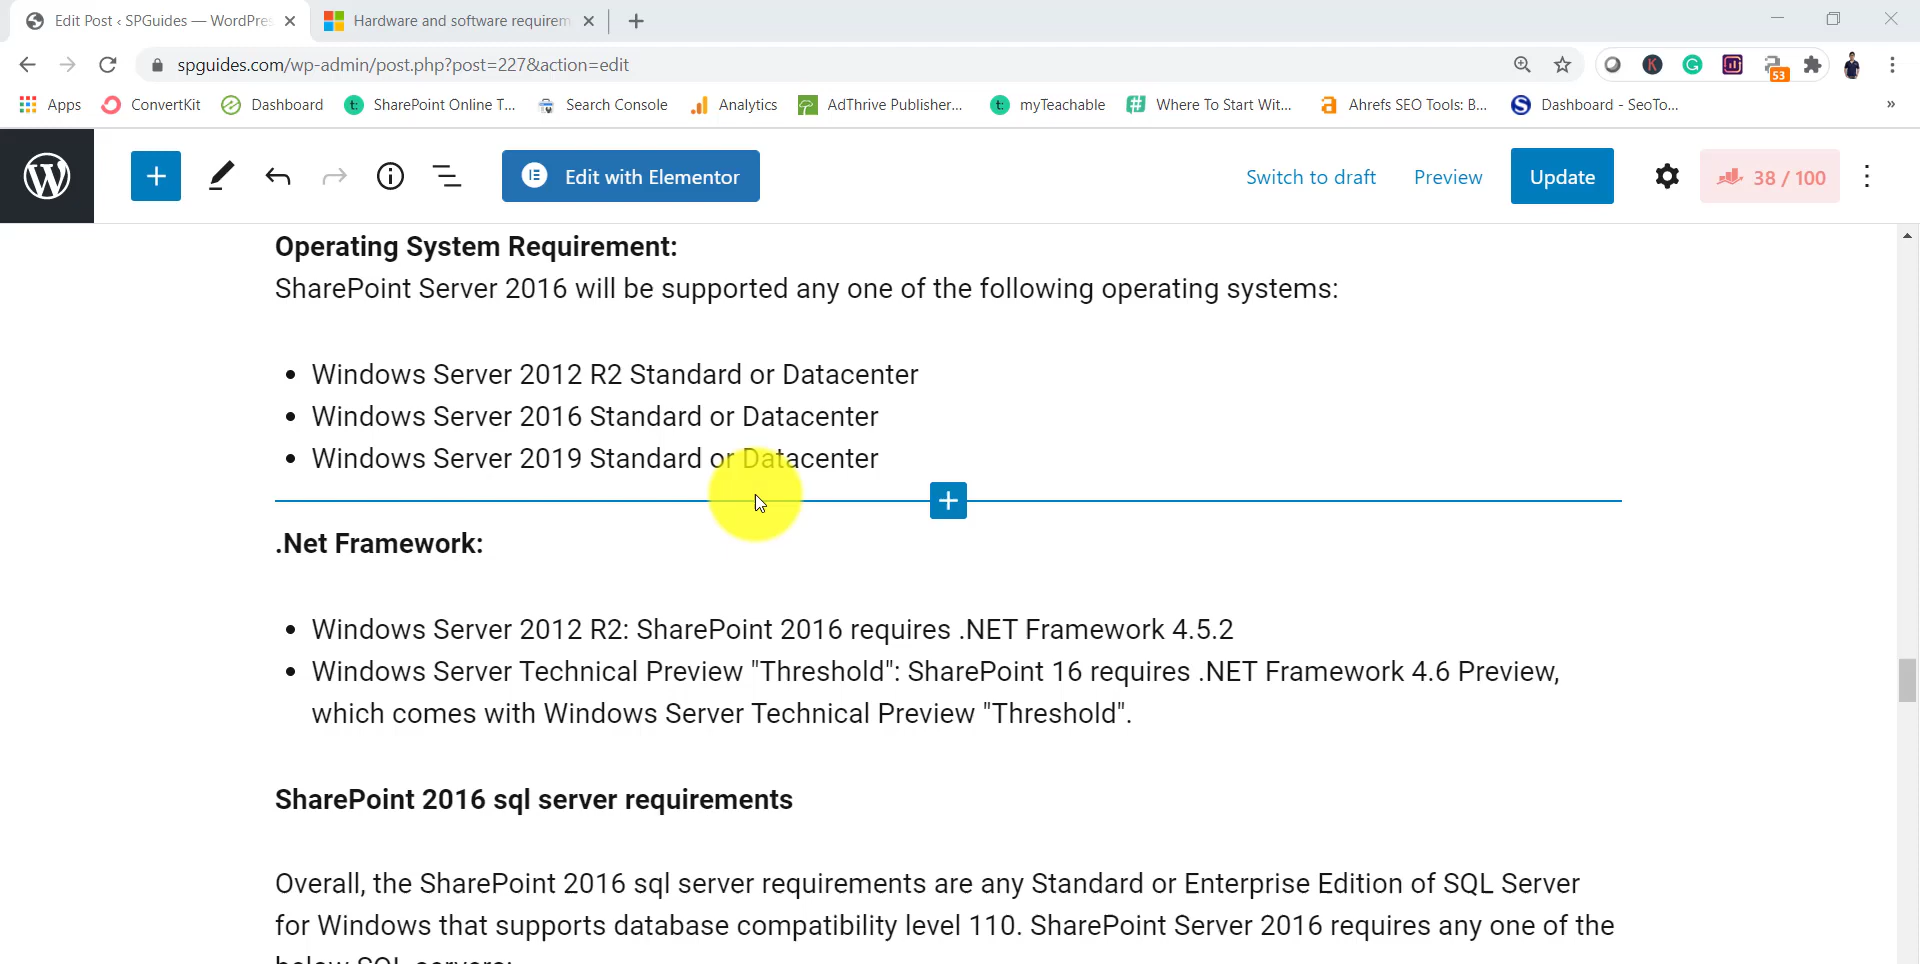 Edit Post ‹ SPGuides — WordPres
Hardware and software requirem
spguides.com/wp-admin/post.php?post=227&action=edit
53
Apps
ConvertKit
Dashboard
SharePoint Online T...
Search Console
Analytics
AdThrive Publisher...
myTeachable
Where To Start Wit...
Ahrefs SEO Tools: B...
Dashboard - SeoTo...
»
Edit with Elementor
Switch to draft
Preview
Update
38 / 100
Operating System Requirement:
SharePoint Server 2016 will be supported any one of the following operating systems:
• Windows Server 2012 R2 Standard or Datacenter
• Windows Server 2016 Standard or Datacenter
• Windows Server 2019 Standard or Datacenter
.Net Framework:
• Windows Server 2012 R2: SharePoint 2016 requires .NET Framework 4.5.2
• Windows Server Technical Preview "Threshold": SharePoint 16 requires .NET Framework 4.6 Preview,
which comes with Windows Server Technical Preview "Threshold".
SharePoint 2016 sql server requirements
Overall, the SharePoint 2016 sql server requirements are any Standard or Enterprise Edition of SQL Server
for Windows that supports database compatibility level 110. SharePoint Server 2016 requires any one of the
below SQL servers: